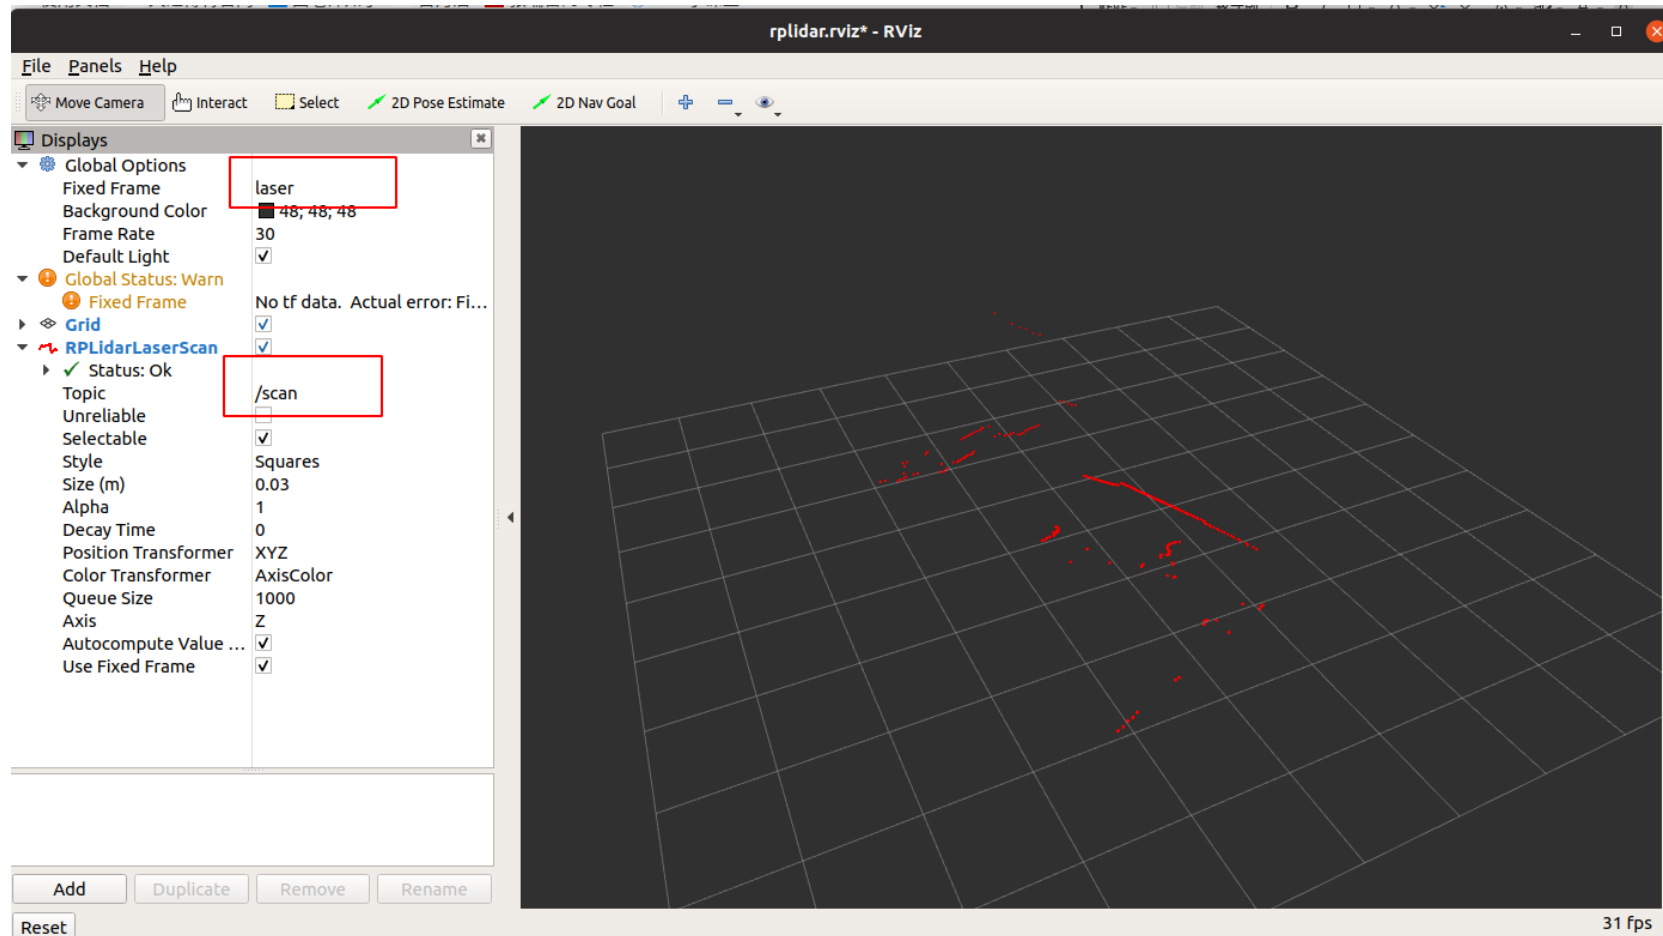 rplidar.rviz* - RViz
File Panels Help
Move Camera Interact Select 2D Pose Estimate 2D Nav Goal
Displays
Global Options
Fixed Frame laser
Background Color 48; 48; 48
Frame Rate 30
Default Light
Global Status: Warn
Fixed Frame No tf data. Actual error: Fi...
Grid
RPLidarLaserScan
Status: Ok
Topic /scan
Unreliable
Selectable
Style Squares
Size (m) 0.03
Alpha 1
Decay Time 0
Position Transformer XYZ
Color Transformer AxisColor
Queue Size 1000
Axis Z
Autocompute Value ...
Use Fixed Frame
Add Duplicate Remove Rename
Reset 31 fps